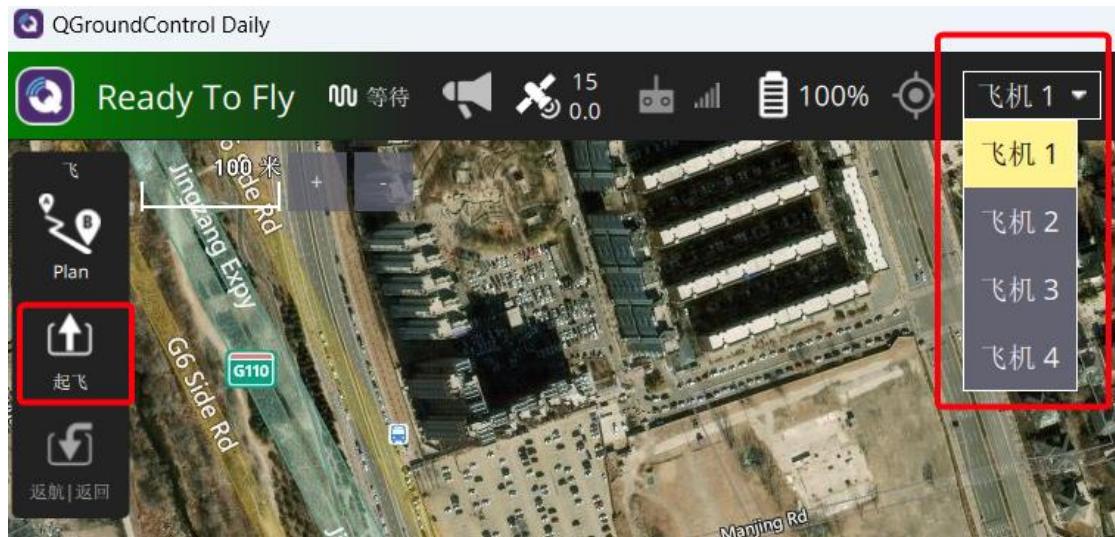 QGroundControl Daily
Ready To Fly
等待
15
0.0
100%
飞机 1
飞机 1
飞机 2
飞机 3
飞机 4
飞
Plan
起飞
返航|返回
100 米
+
-
Jingzang Expy
Side Rd
G6 Side Rd
G110
Manjing Rd